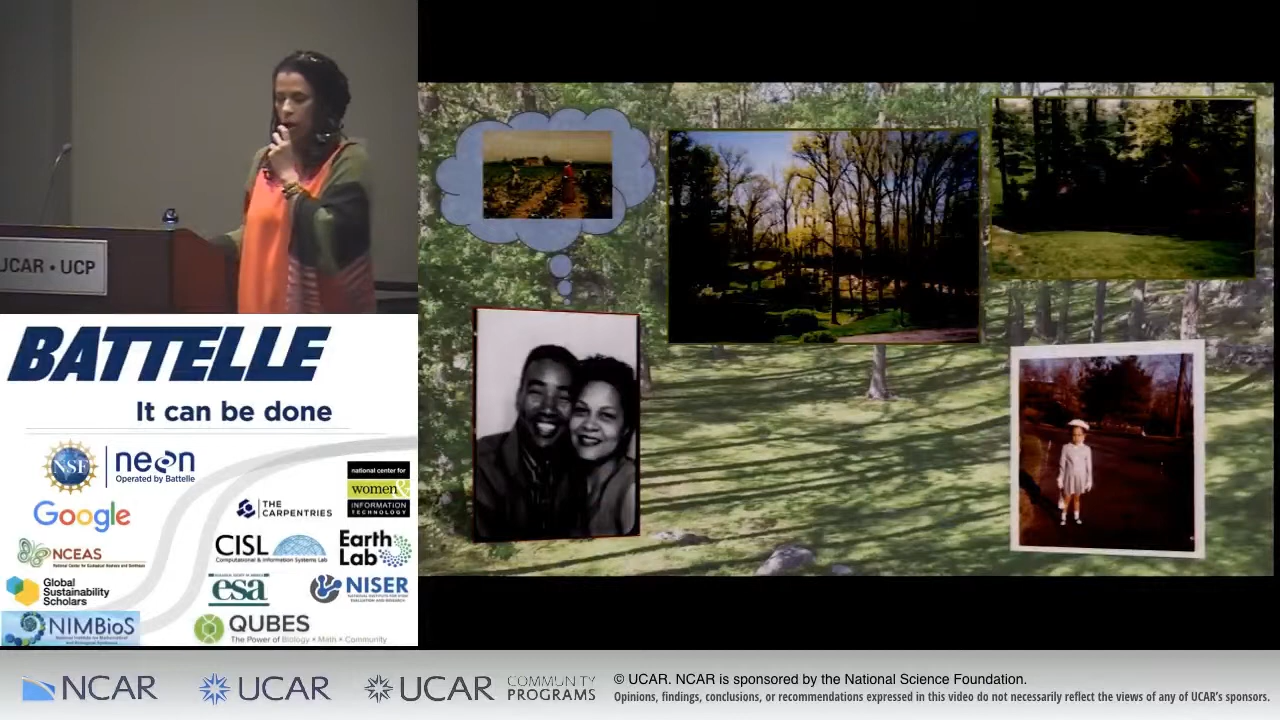 UCAR • UCP
BATTELLE
It can be done
NSF
neon
Operated by Battelle
national center for
women&
INFORMATION
TECHNOLOGY
Google
THE
CARPENTRIES
NCEAS
CISL
Computational & Information Systems Lab
Earth
Lab
Global
Sustainability
Scholars
esa
NISER
NIMBioS
QUBES
The Power of Biology × Math × Community
NCAR
UCAR
UCAR
COMMUNITY
PROGRAMS
© UCAR. NCAR is sponsored by the National Science Foundation.
Opinions, findings, conclusions, or recommendations expressed in this video do not necessarily reflect the views of any of UCAR's sponsors.